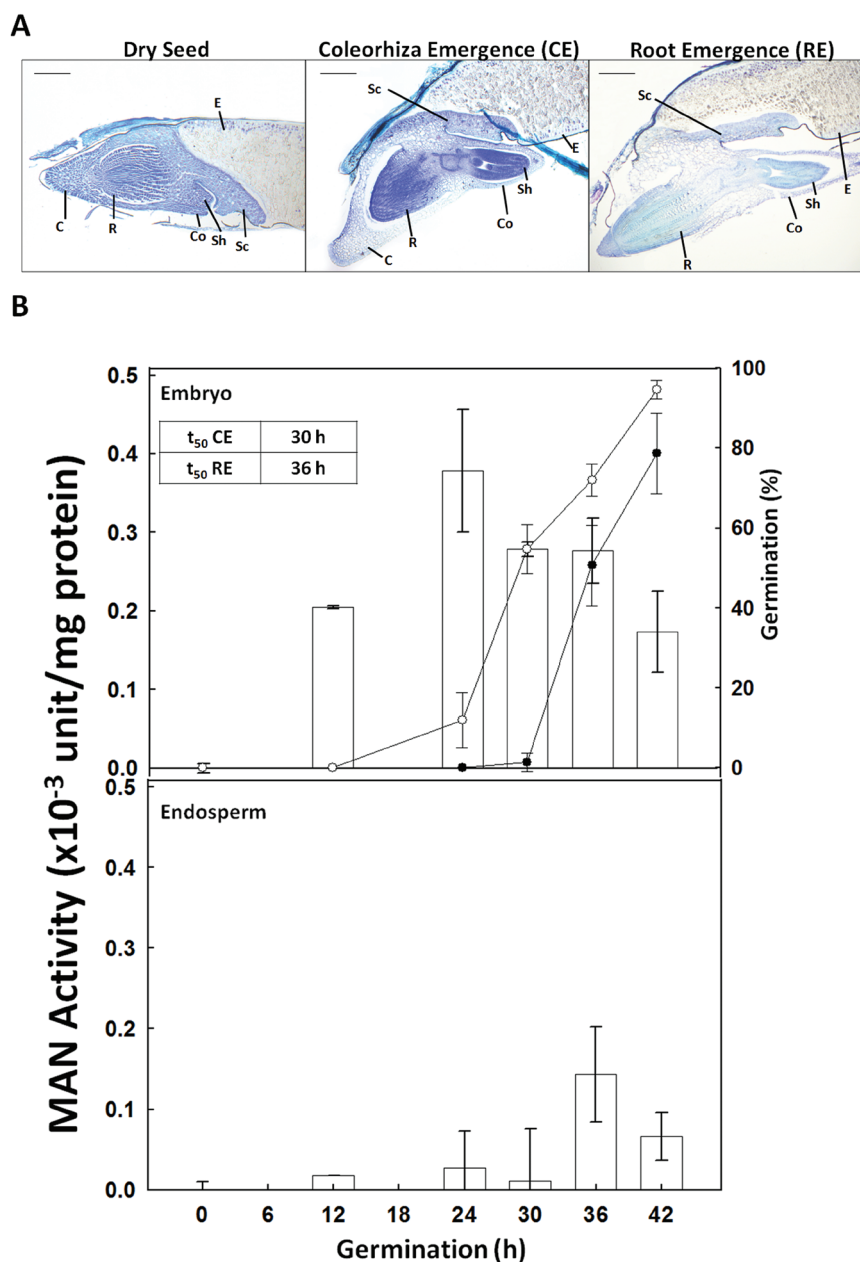 A
Dry Seed
Coleorhiza Emergence (CE)
Root Emergence (RE)
E
C
R
Co
Sh
Sc
Sc
E
Sh
Co
R
C
Sc
E
Sh
Co
R
B
MAN Activity (x10⁻³ unit/mg protein)
0.5
0.4
0.3
0.2
0.1
0.0
Embryo
t₅₀ CE 30 h
t₅₀ RE 36 h
100
80
60
40
20
0
Germination (%)
0.5
0.4
0.3
0.2
0.1
0.0
Endosperm
0 6 12 18 24 30 36 42
Germination (h)